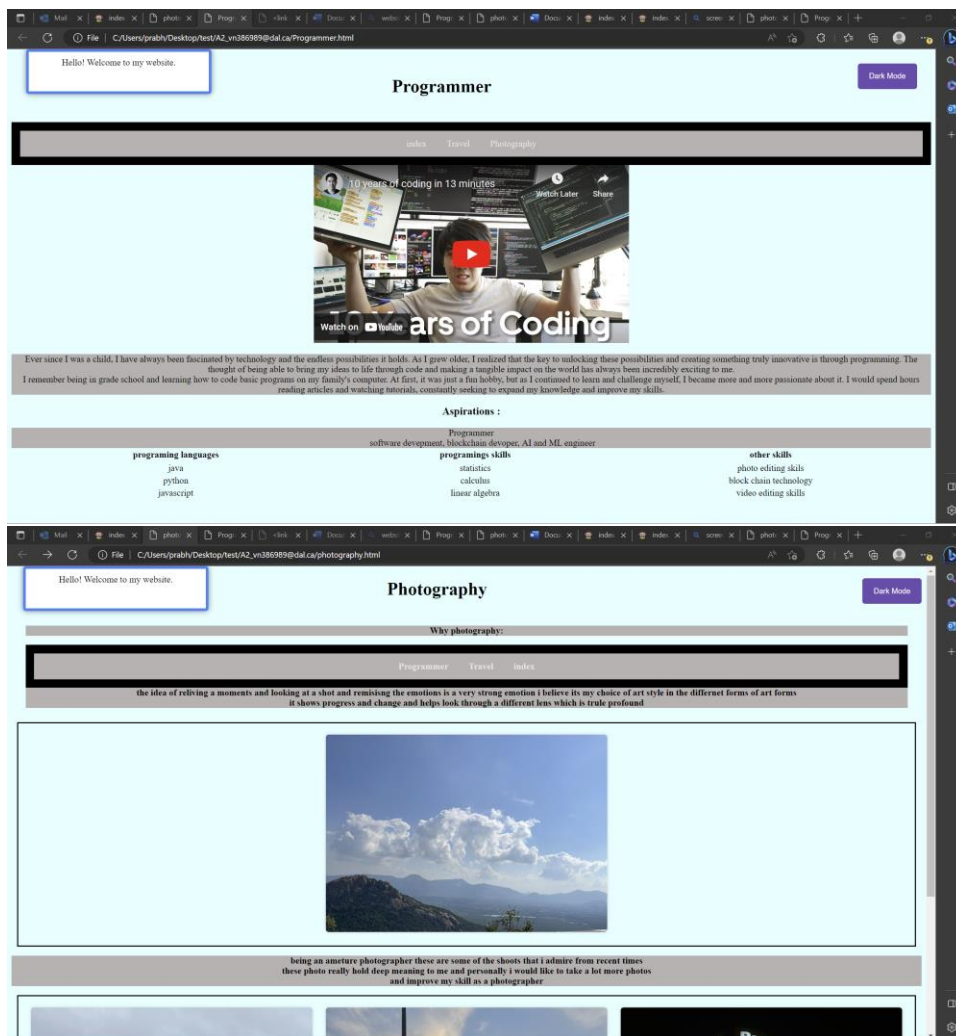 Mail
index
photo
Prog
<link
Docu
webs
Prog
photo
Docu
index
index
scree
photo
Prog
File | C:/Users/prabh/Desktop/test/A2_vn386989@dal.ca/Programmer.html
Hello! Welcome to my website.
Dark Mode
Programmer
index Travel Photography
10 years of coding in 13 minutes
Watch Later Share
Watch on YouTube
ars of Coding
Ever since I was a child, I have always been fascinated by technology and the endless possibilities it holds. As I grew older, I realized that the key to unlocking these possibilities and creating something truly innovative is through programming. The
thought of being able to bring my ideas to life through code and making a tangible impact on the world has always been incredibly exciting to me.
I remember being in grade school and learning how to code basic programs on my family's computer. At first, it was just a fun hobby, but as I continued to learn and challenge myself, I became more and more passionate about it. I would spend hours
reading articles and watching tutorials, constantly seeking to expand my knowledge and improve my skills.
Aspirations :
Programmer
software devepment, blockchain devoper, AI and ML engineer
programing languages programings skills other skills
java statistics photo editing skils
python calculus block chain technology
javascript linear algebra video editing skills
File | C:/Users/prabh/Desktop/test/A2_vn386989@dal.ca/photography.html
Hello! Welcome to my website.
Photography
Dark Mode
Why photography:
Programmer Travel index
the idea of reliving a moments and looking at a shot and remisisng the emotions is a very strong emotion i believe its my choice of art style in the differnet forms of art forms
it shows progress and change and helps look through a different lens which is trule profound
being an ameture photographer these are some of the shoots that i admire from recent times
these photo really hold deep meaning to me and personally i would like to take a lot more photos
and improve my skill as a photographer